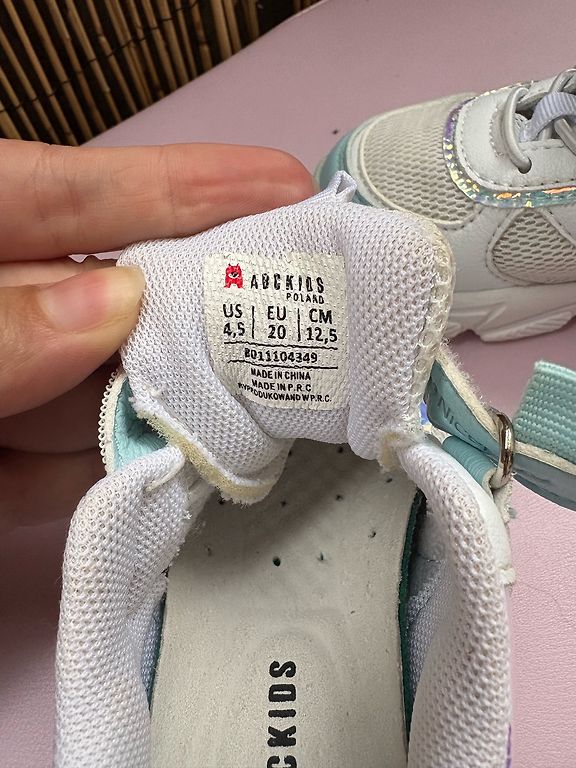 ABCKIDS
POLAND
US | EU | CM
4,5 | 20 | 12,5
BD11104349
MADE IN CHINA
MADE IN P.R.C
WYPRODUKOWANO W P.R.C.
CKIDS